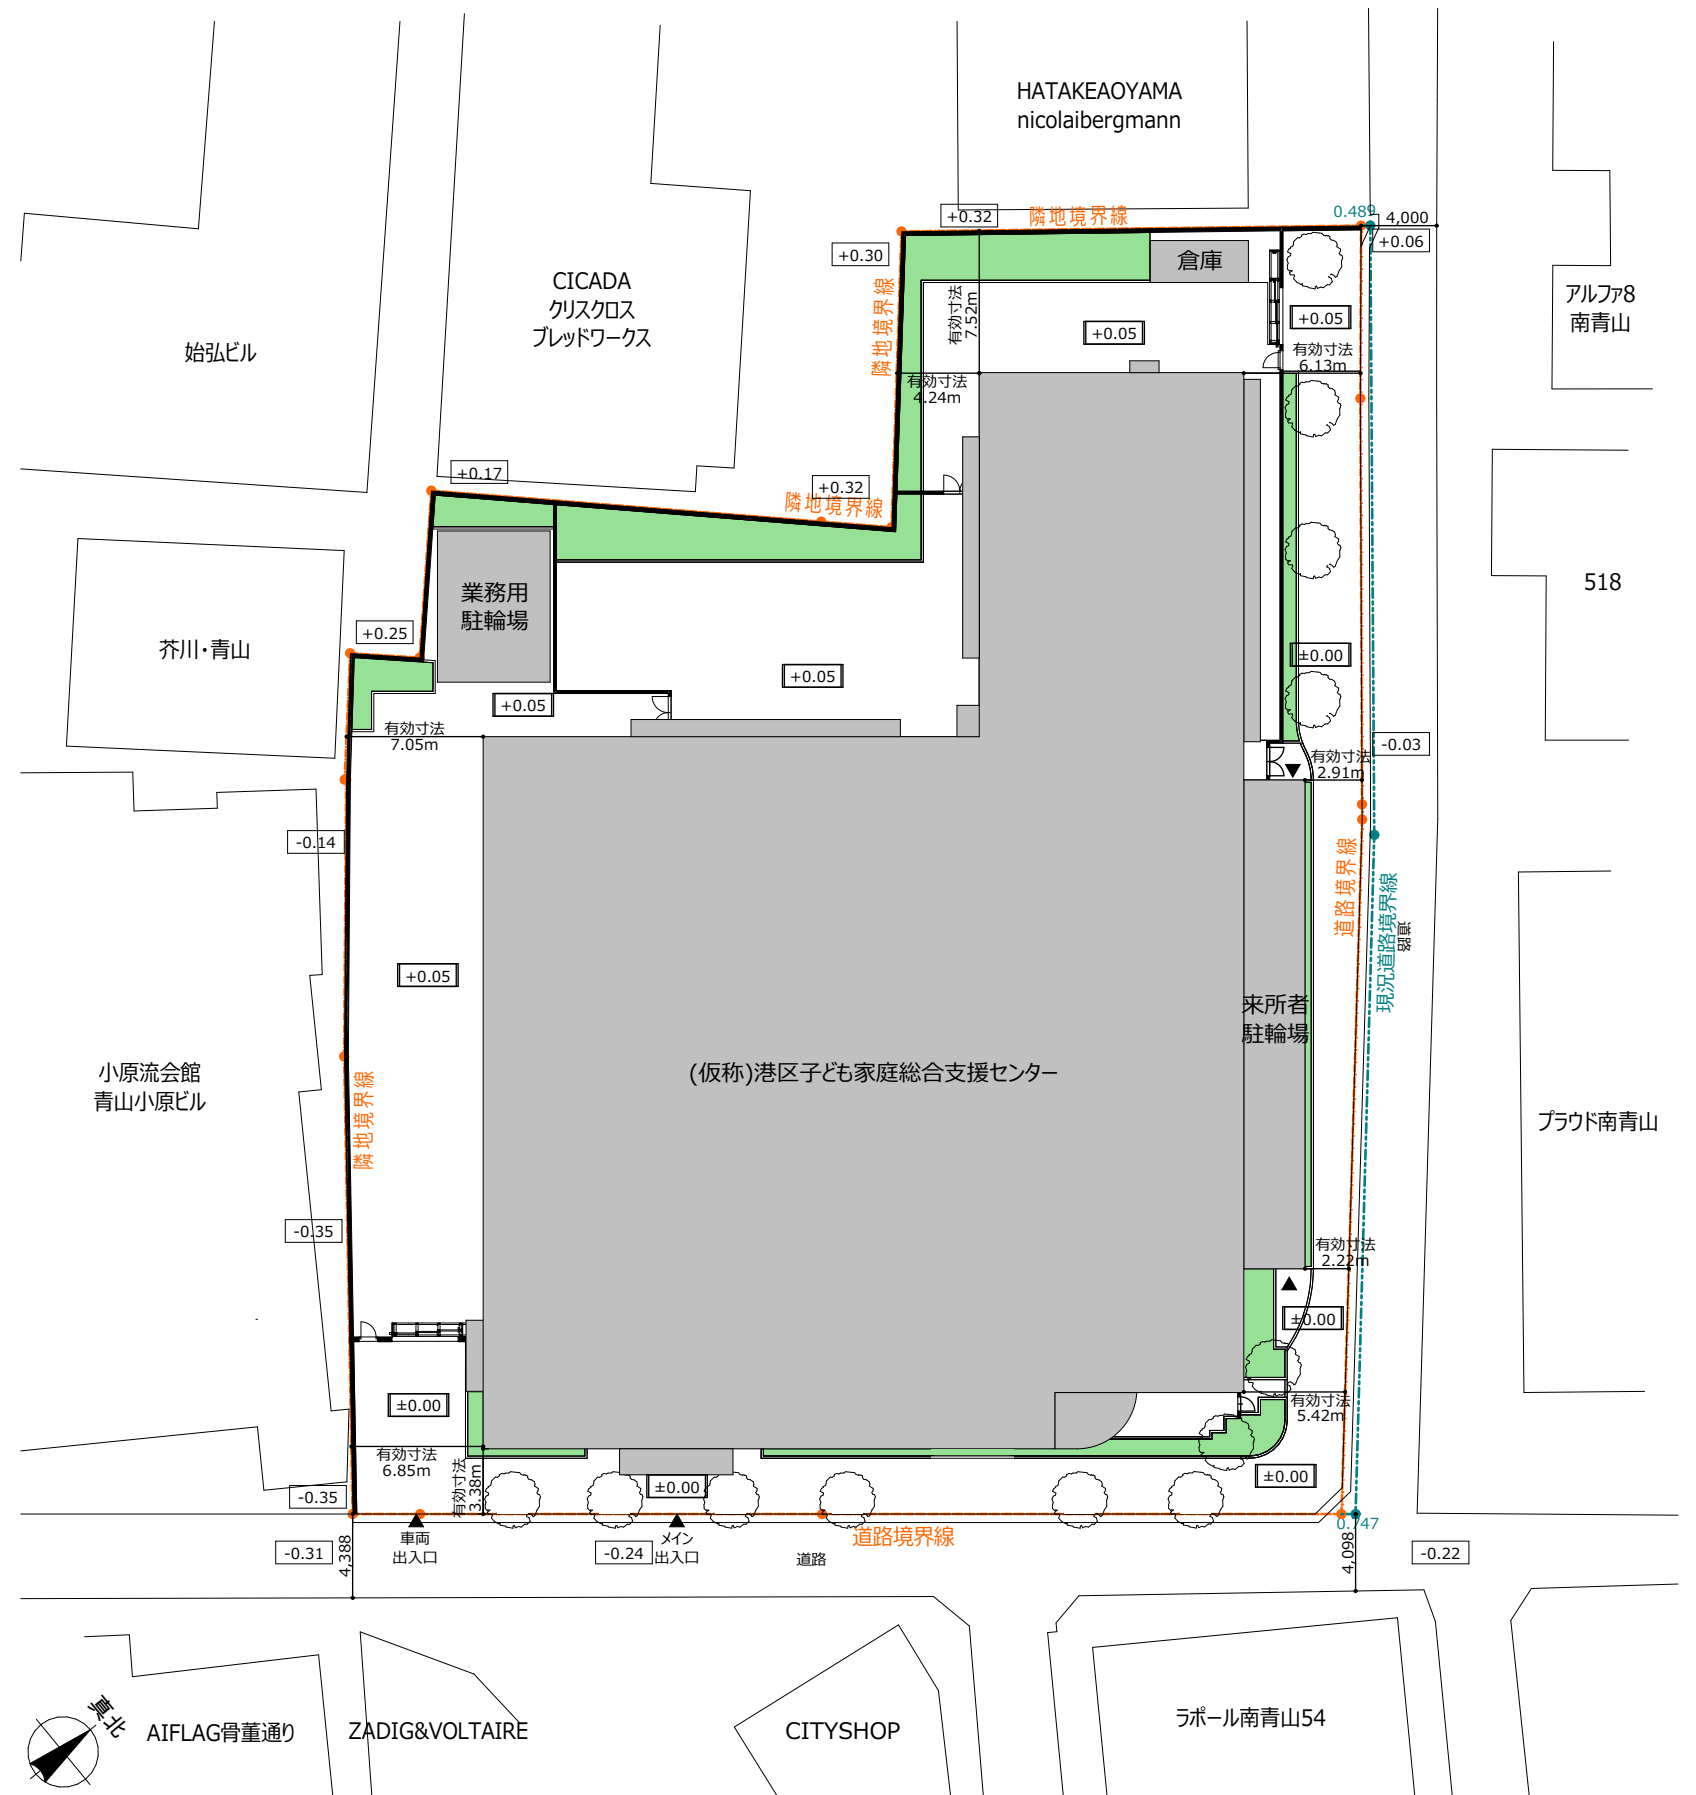 HATAKEAOYAMA
nicolaibergmann
+0.32
隣地境界線
0.489
4,000
+0.06
+0.30
倉庫
CICADA
クリスクロス
ブレッドワークス
アルファ8
南青山
始弘ビル
隣地境界線
有効寸法
7.52m
+0.05
+0.05
有効寸法
6.13m
有効寸法
4.24m
+0.17
+0.32
隣地境界線
業務用
駐輪場
518
+0.25
芥川・青山
±0.00
+0.05
+0.05
有効寸法
7.05m
-0.03
有効寸法
2.91m
-0.14
道路境界線
現況道路境界線
道路
+0.05
来所者
駐輪場
小原流会館
青山小原ビル
(仮称)港区子ども家庭総合支援センター
隣地境界線
プラウド南青山
-0.35
有効寸法
2.22m
±0.00
±0.00
有効寸法
5.42m
有効寸法
6.85m
有効寸法
3.38m
±0.00
±0.00
-0.35
-0.31
4,388
車両
出入口
-0.24
メイン
出入口
道路
道路境界線
0.747
4,098
-0.22
真北
AIFLAG骨董通り
ZADIG&VOLTAIRE
CITYSHOP
ラポール南青山54